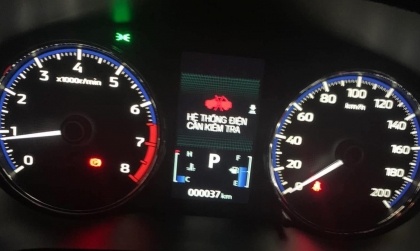 0
1
2
3
4
5
6
7
8
x1000r/min
HỆ THỐNG ĐIỆN
CẦN KIỂM TRA
H F
P
C E
000037 km
0
20
40
60
80
100
120
140
160
180
200
km/h